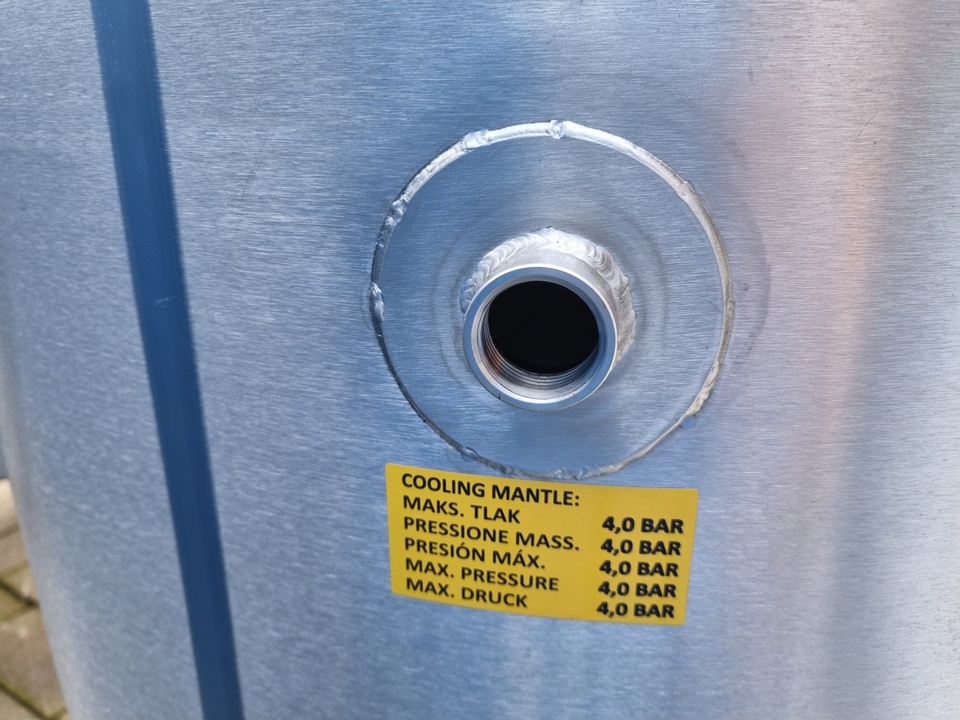 COOLING MANTLE:
MAKS. TLAK 4,0 BAR
PRESSIONE MASS. 4,0 BAR
PRESIÓN MÁX. 4,0 BAR
MAX. PRESSURE 4,0 BAR
MAX. DRUCK 4,0 BAR